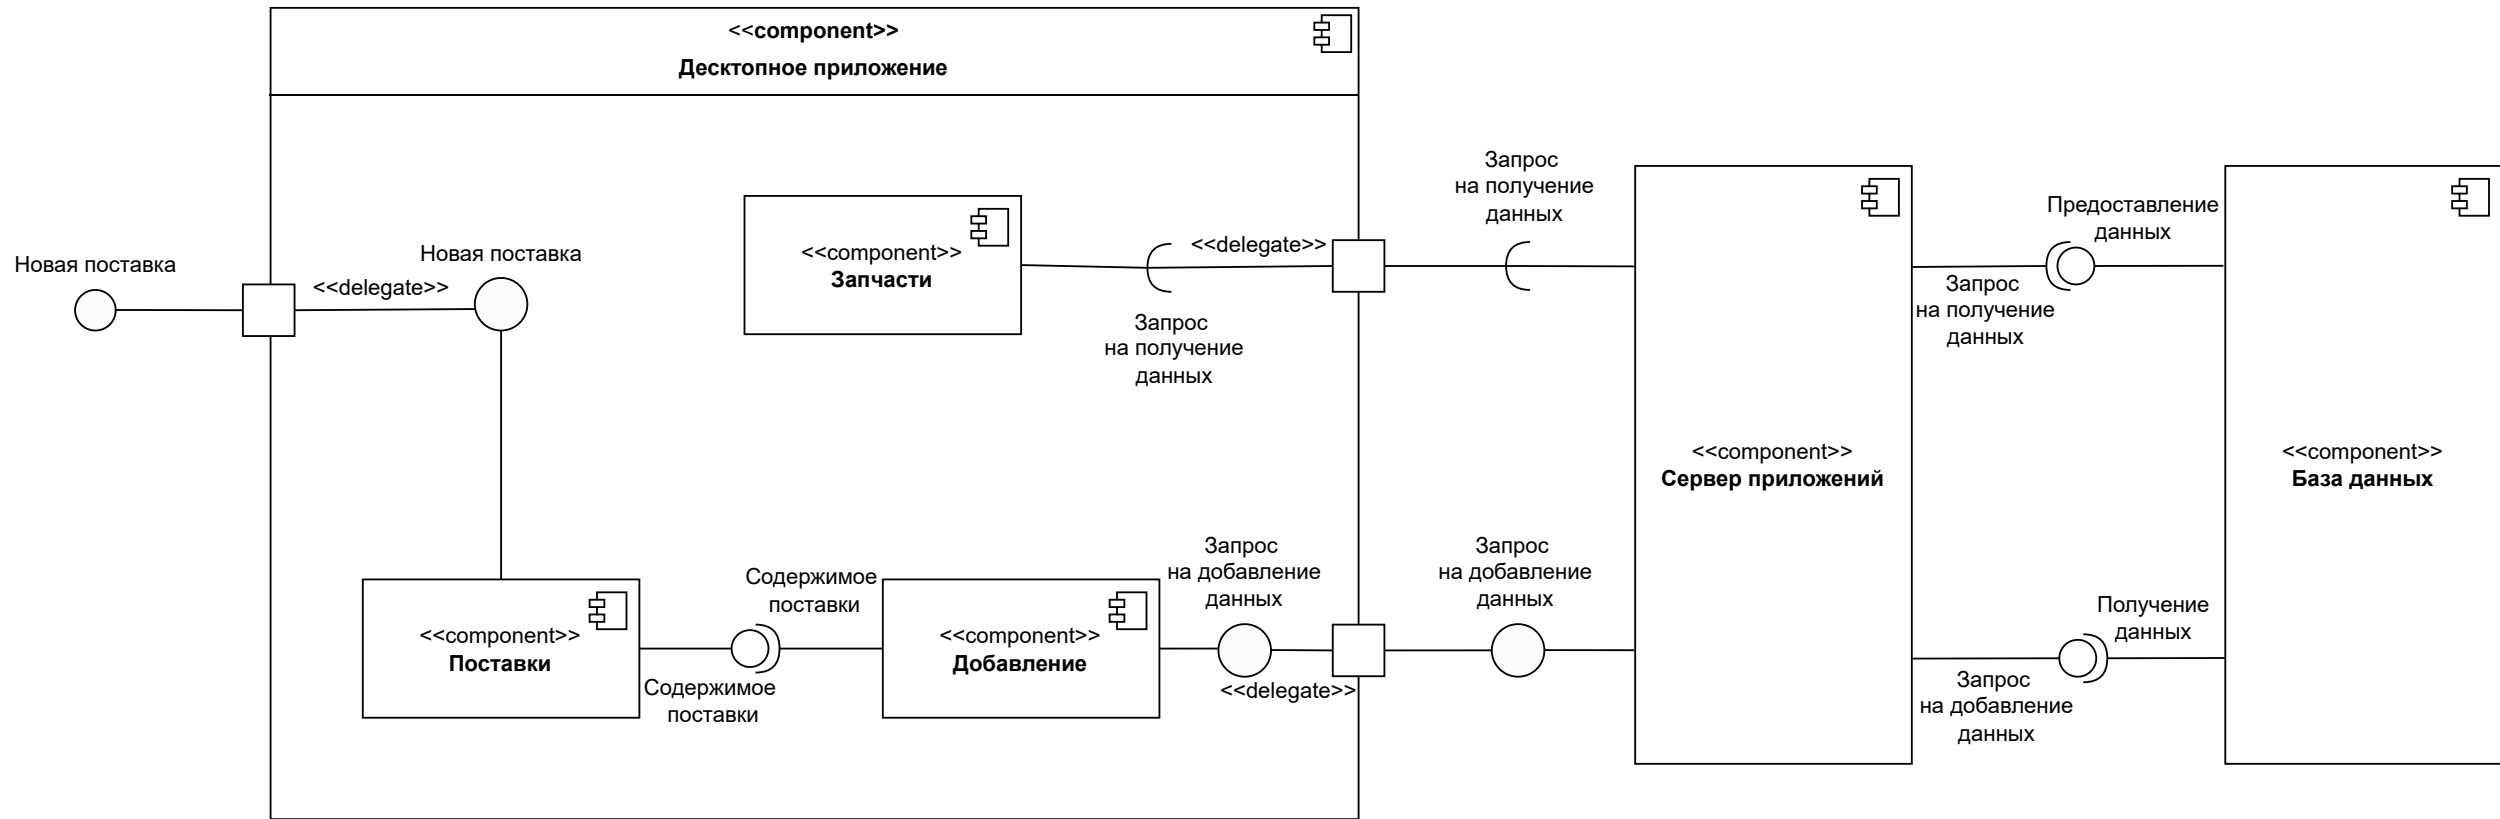 <<component>>
Десктопное приложение
Новая поставка
<<delegate>>
Новая поставка
<<component>>
Запчасти
<<delegate>>
Запрос
на получение
данных
Запрос
на получение
данных
<<component>>
Сервер приложений
Предоставление
данных
Запрос
на получение
данных
<<component>>
База данных
<<component>>
Поставки
Содержимое
поставки
Содержимое
поставки
<<component>>
Добавление
Запрос
на добавление
данных
<<delegate>>
Запрос
на добавление
данных
Получение
данных
Запрос
на добавление
данных